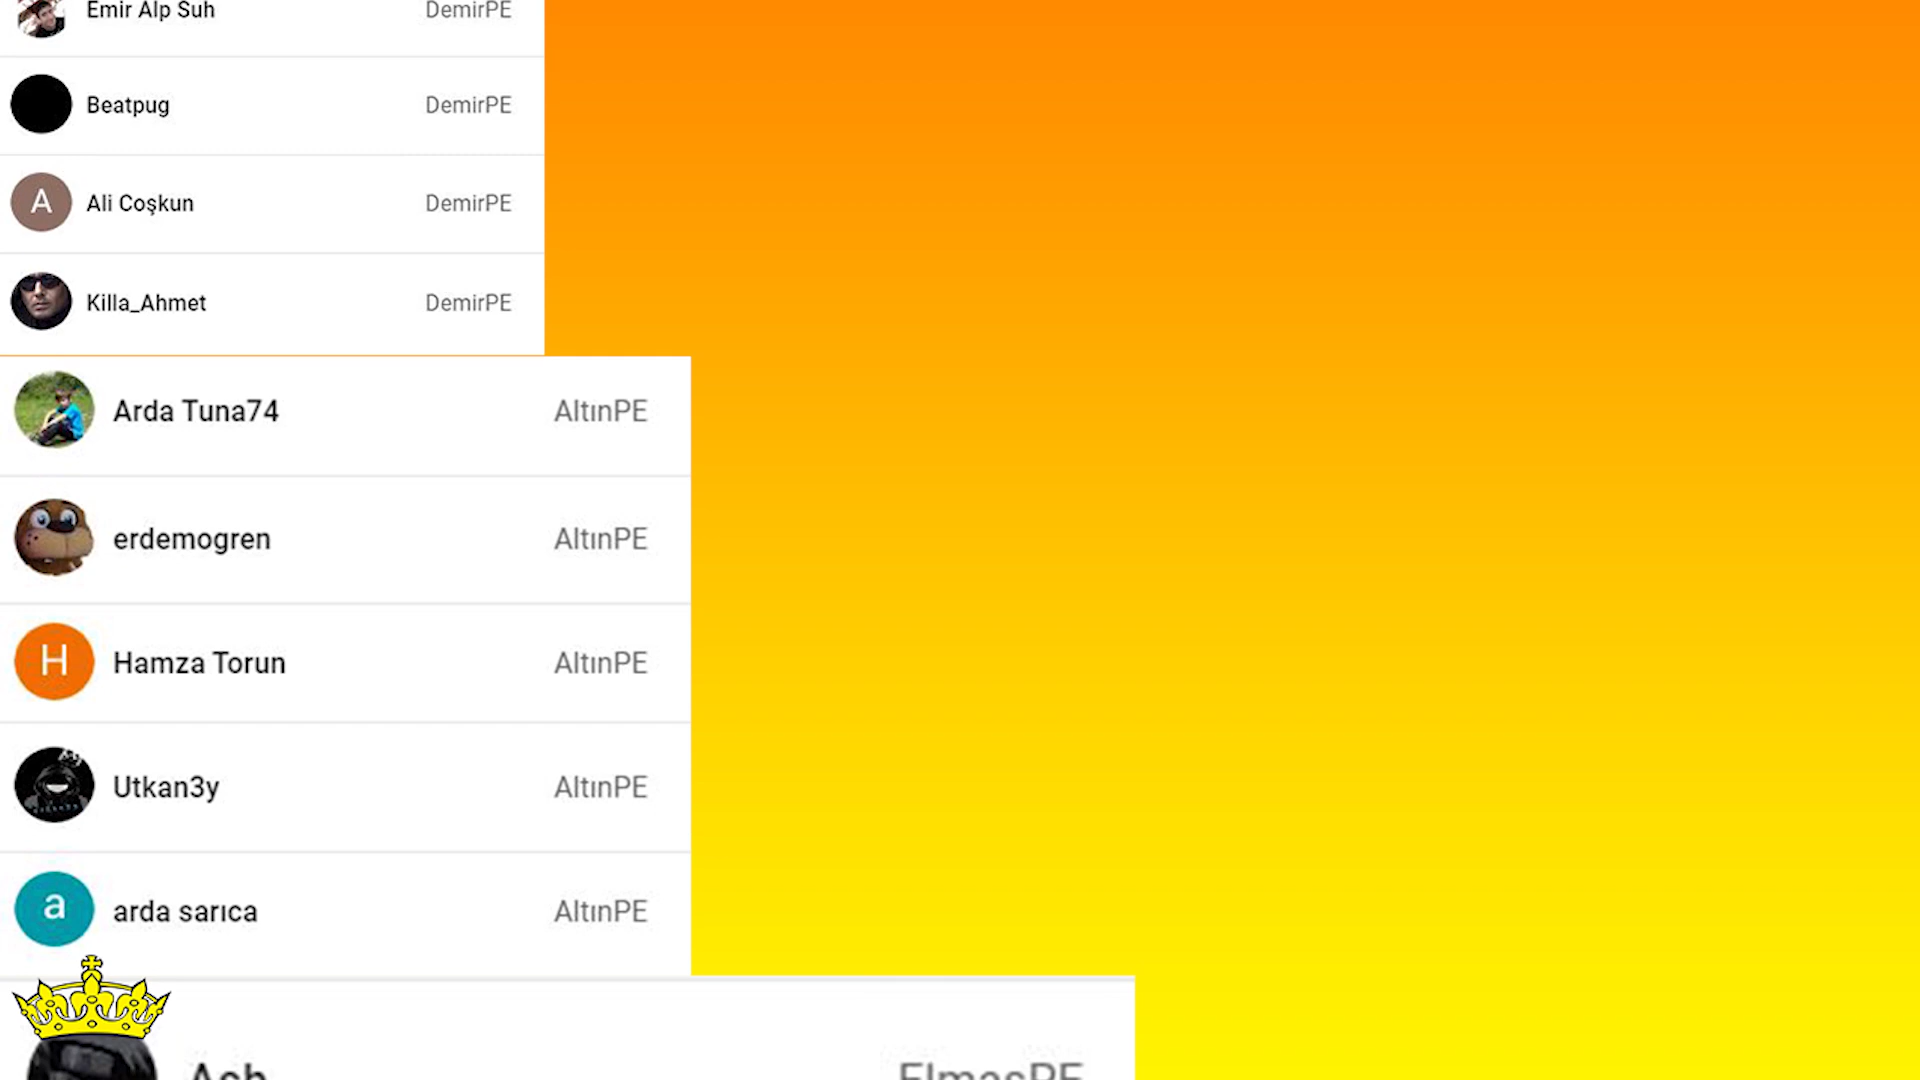 Emir Alp Suh DemirPE
Beatpug DemirPE
A Ali Coşkun DemirPE
Killa_Ahmet DemirPE
Arda Tuna74 AltınPE
erdemogren AltınPE
H Hamza Torun AltınPE
Utkan3y AltınPE
a arda sarıca AltınPE
ElmasPE